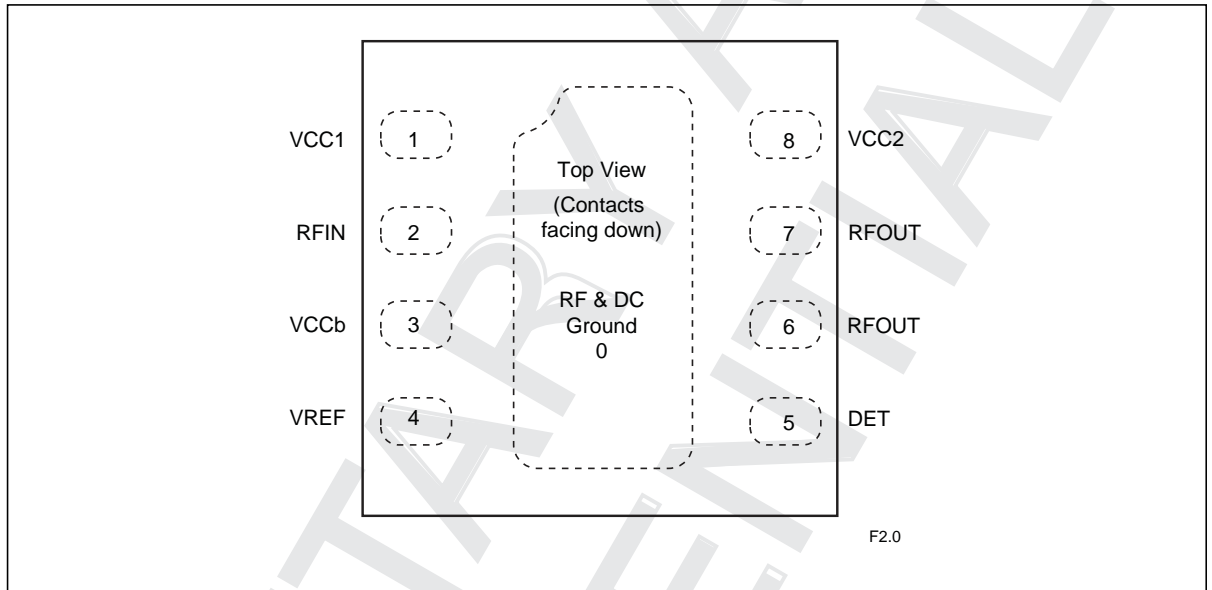 VCC1
1
RFIN
2
VCCb
3
VREF
4
Top View
(Contacts
facing down)
RF & DC
Ground
0
8
VCC2
7
RFOUT
6
RFOUT
5
DET
F2.0